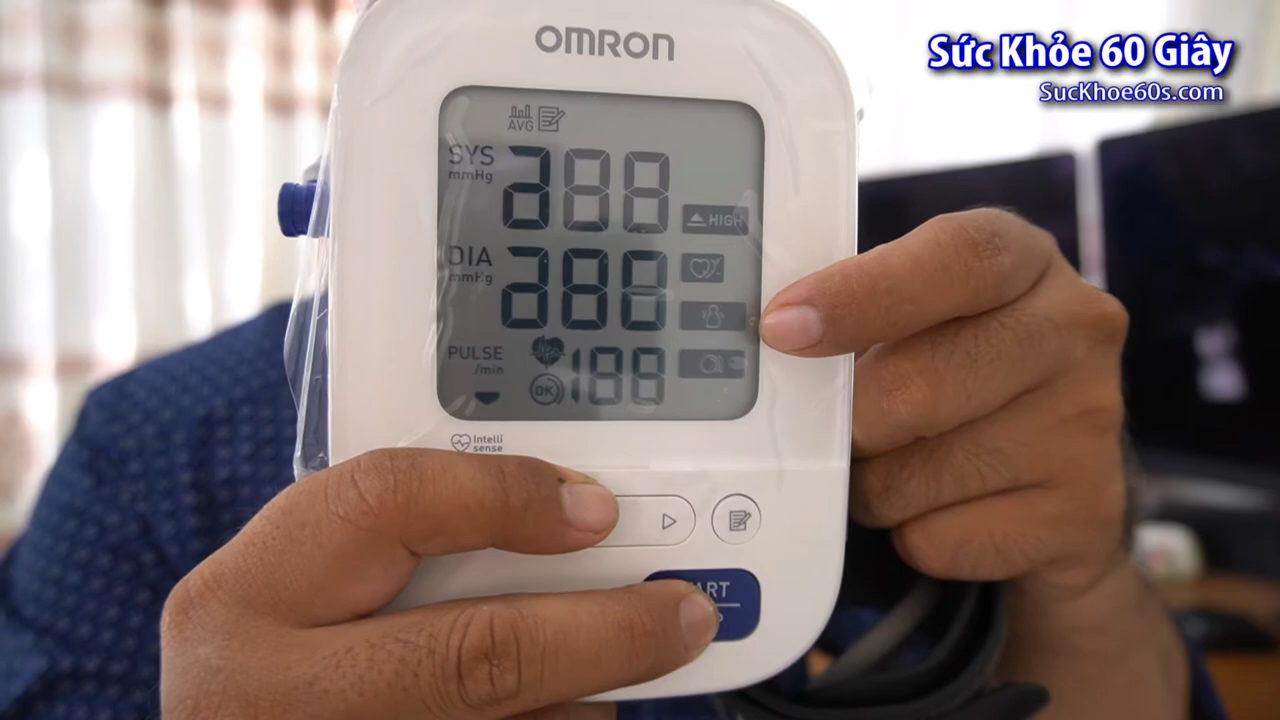 Sức Khỏe 60 Giây
SucKhoe60s.com
OMRON
AVG
SYS
mmHg
288
HIGH
DIA
mmHg
288
PULSE
/min
OK
188
Intelli
sense